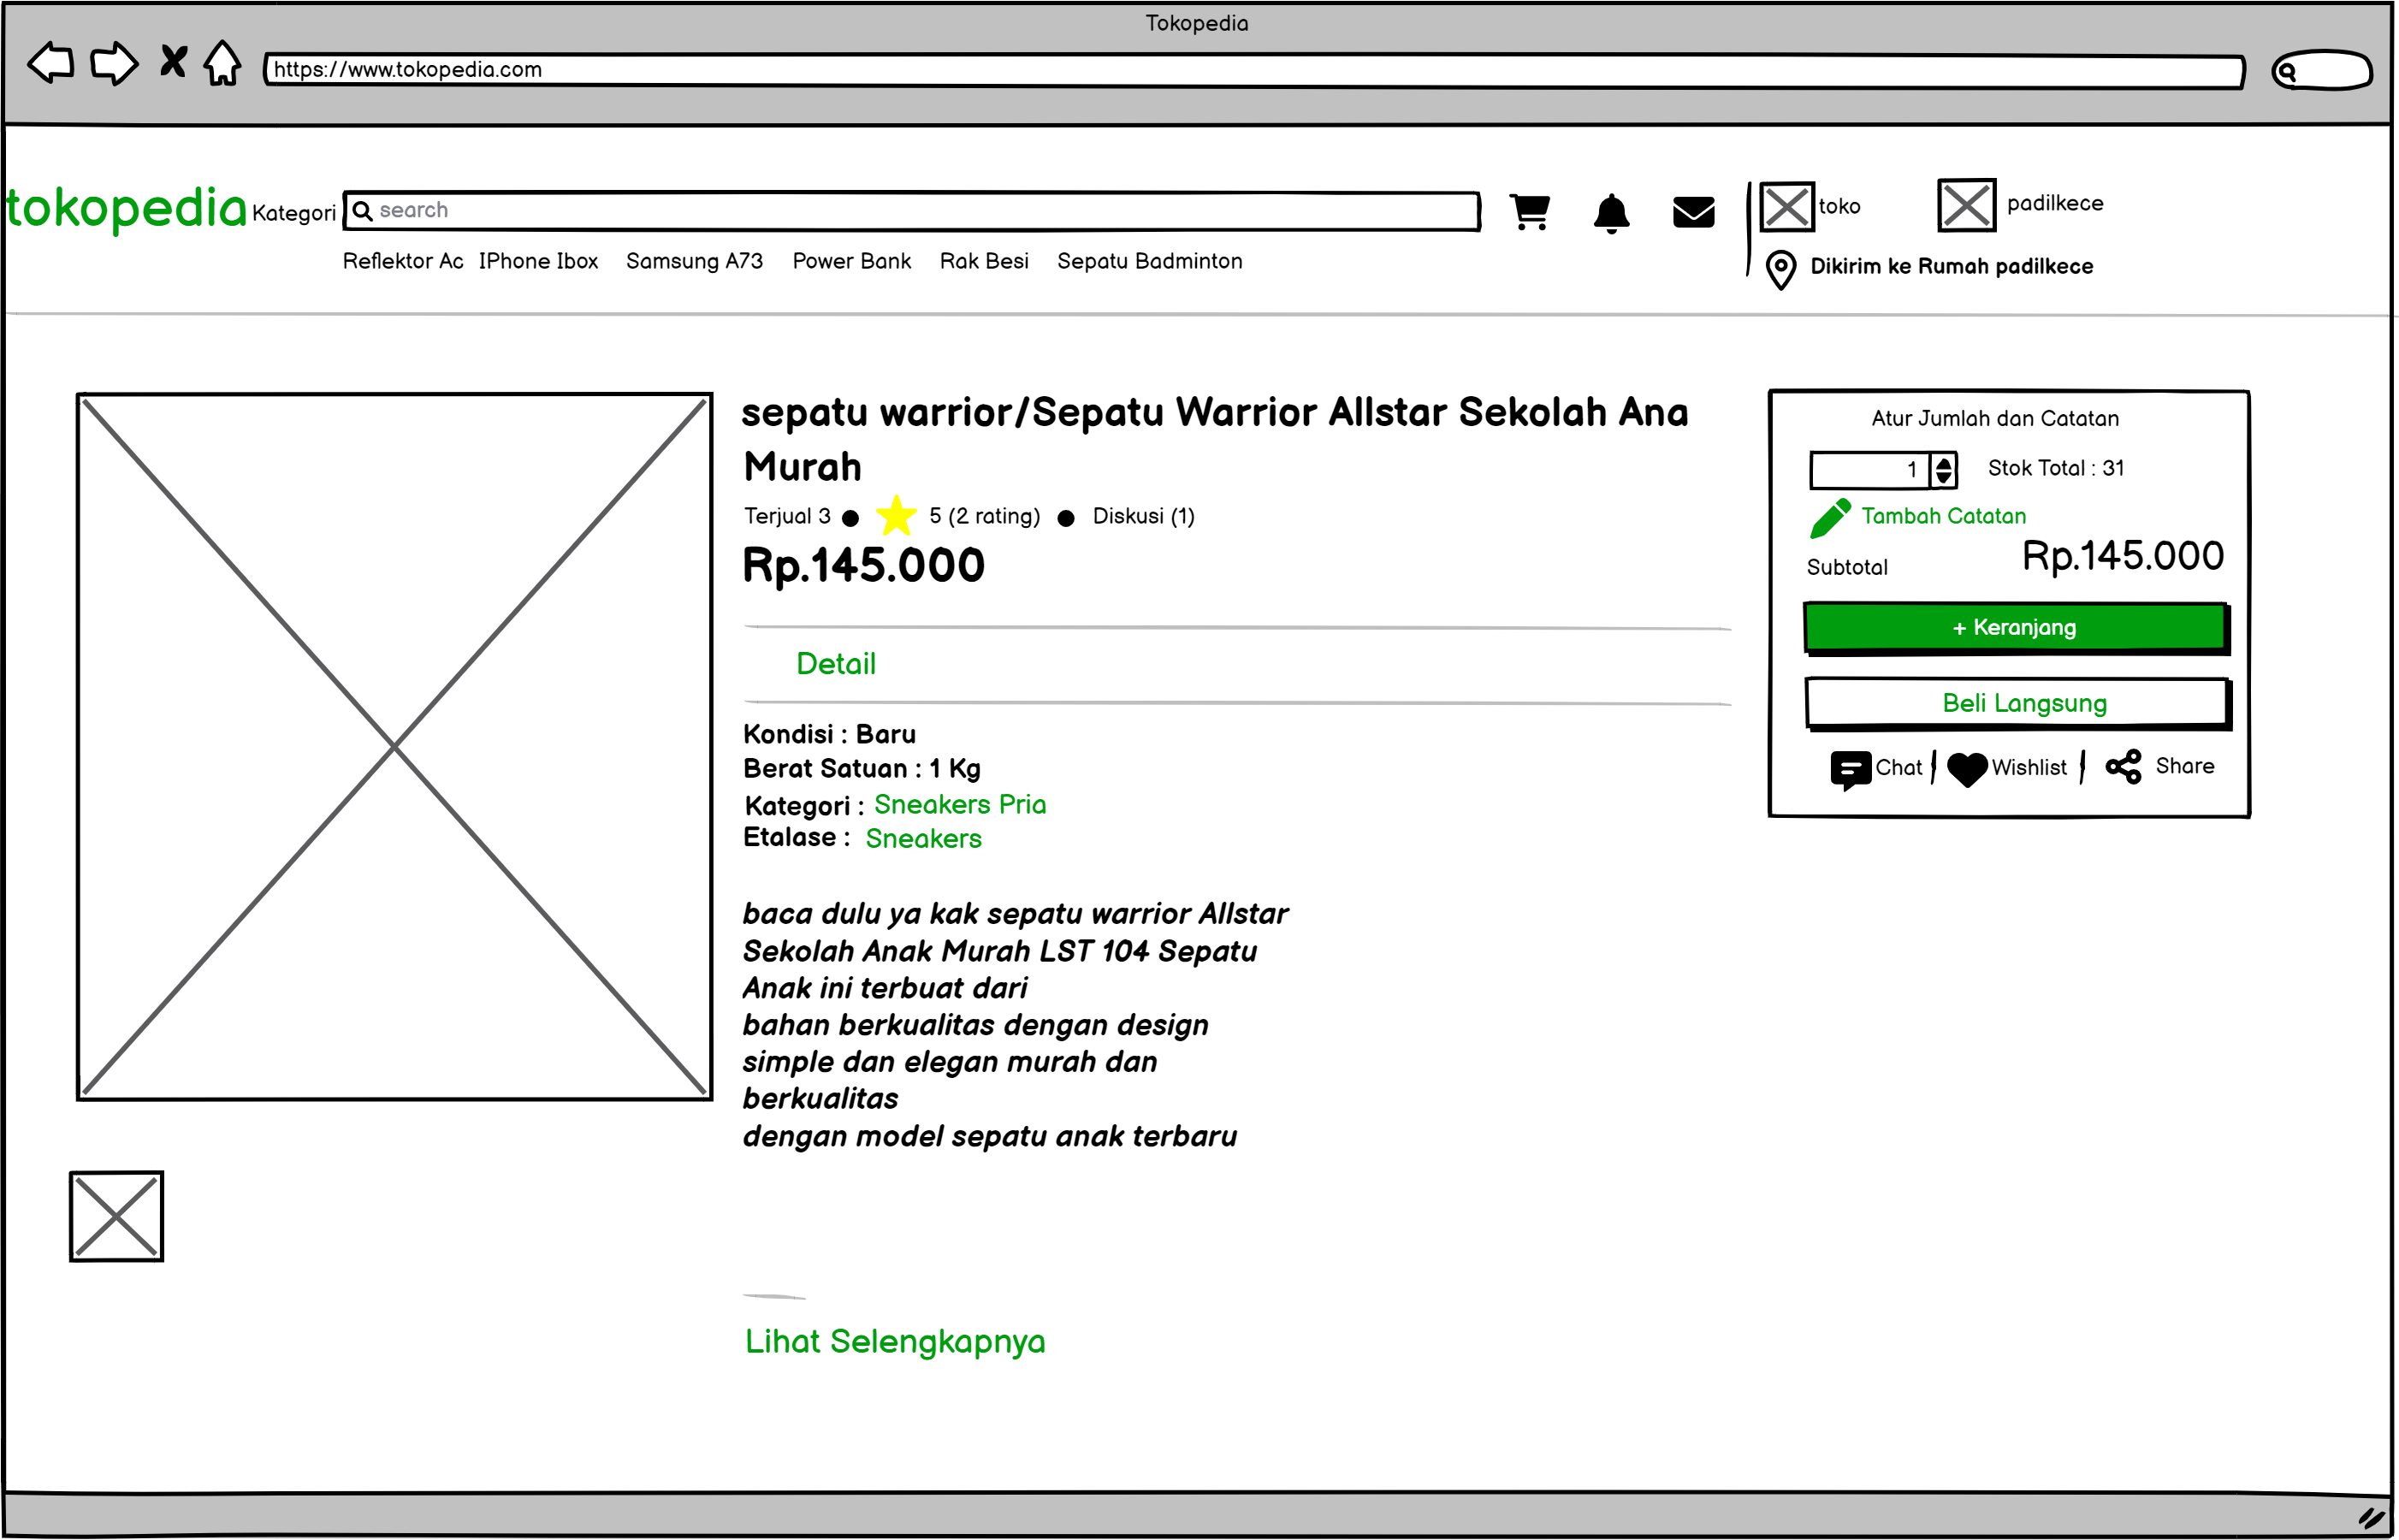 Tokopedia
https://www.tokopedia.com
tokopedia Kategori search
toko padilkece
Reflektor Ac IPhone Ibox Samsung A73 Power Bank Rak Besi Sepatu Badminton
Dikirim ke Rumah padilkece
sepatu warrior/Sepatu Warrior Allstar Sekolah Ana
Murah
Terjual 3 ● 5 (2 rating) ● Diskusi (1)
Rp.145.000
Detail
Kondisi : Baru
Berat Satuan : 1 Kg
Kategori : Sneakers Pria
Etalase : Sneakers
baca dulu ya kak sepatu warrior Allstar
Sekolah Anak Murah LST 104 Sepatu
Anak ini terbuat dari
bahan berkualitas dengan design
simple dan elegan murah dan
berkualitas
dengan model sepatu anak terbaru
Lihat Selengkapnya
Atur Jumlah dan Catatan
1 Stok Total : 31
Tambah Catatan
Subtotal Rp.145.000
+ Keranjang
Beli Langsung
Chat Wishlist Share